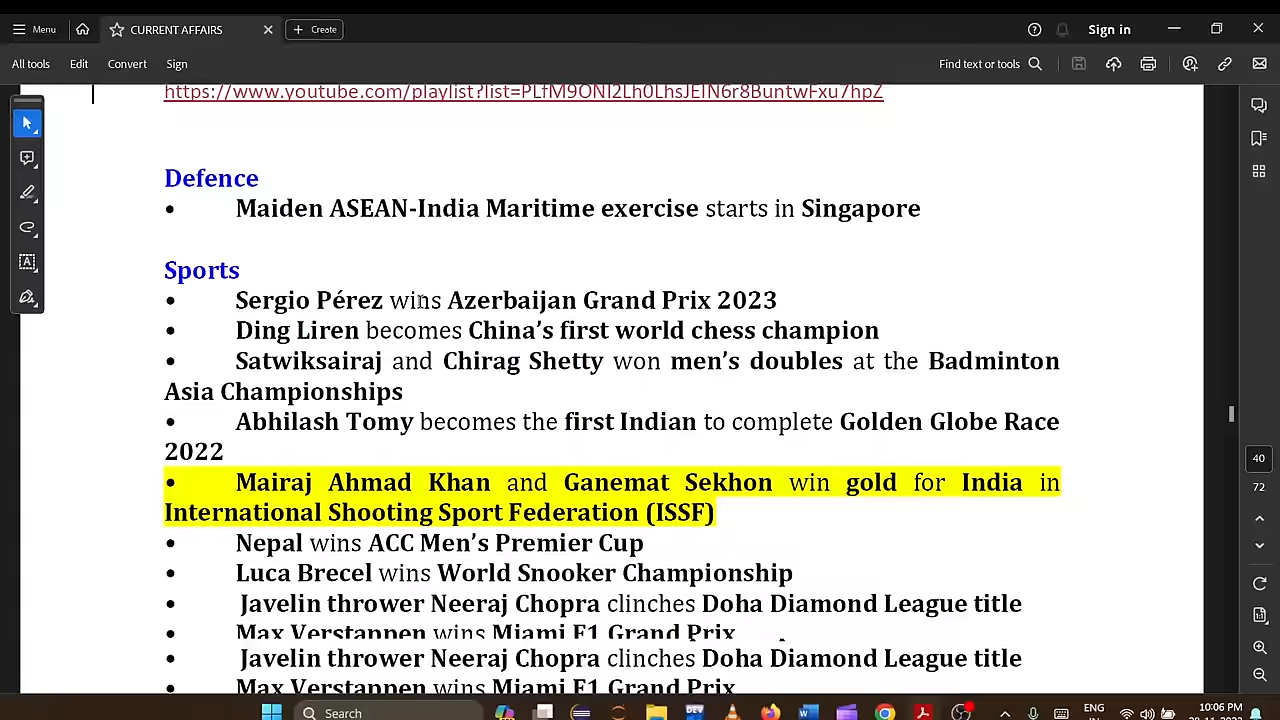 Menu
CURRENT AFFAIRS
Create
Sign in
All tools Edit Convert Sign
Find text or tools
https://www.youtube.com/playlist?list=PLfM9ONI2Lh0LhsJEIN6r8BuntwFxu7hpZ
Defence
• Maiden ASEAN-India Maritime exercise starts in Singapore
Sports
• Sergio Pérez wins Azerbaijan Grand Prix 2023
• Ding Liren becomes China's first world chess champion
• Satwiksairaj and Chirag Shetty won men's doubles at the Badminton
Asia Championships
• Abhilash Tomy becomes the first Indian to complete Golden Globe Race
2022
• Mairaj Ahmad Khan and Ganemat Sekhon win gold for India in
International Shooting Sport Federation (ISSF)
• Nepal wins ACC Men's Premier Cup
• Luca Brecel wins World Snooker Championship
• Javelin thrower Neeraj Chopra clinches Doha Diamond League title
• Max Verstappen wins Miami F1 Grand Prix
• Javelin thrower Neeraj Chopra clinches Doha Diamond League title
• Max Verstappen wins Miami F1 Grand Prix
40
72
Search
DEV
ENG
10:06 PM